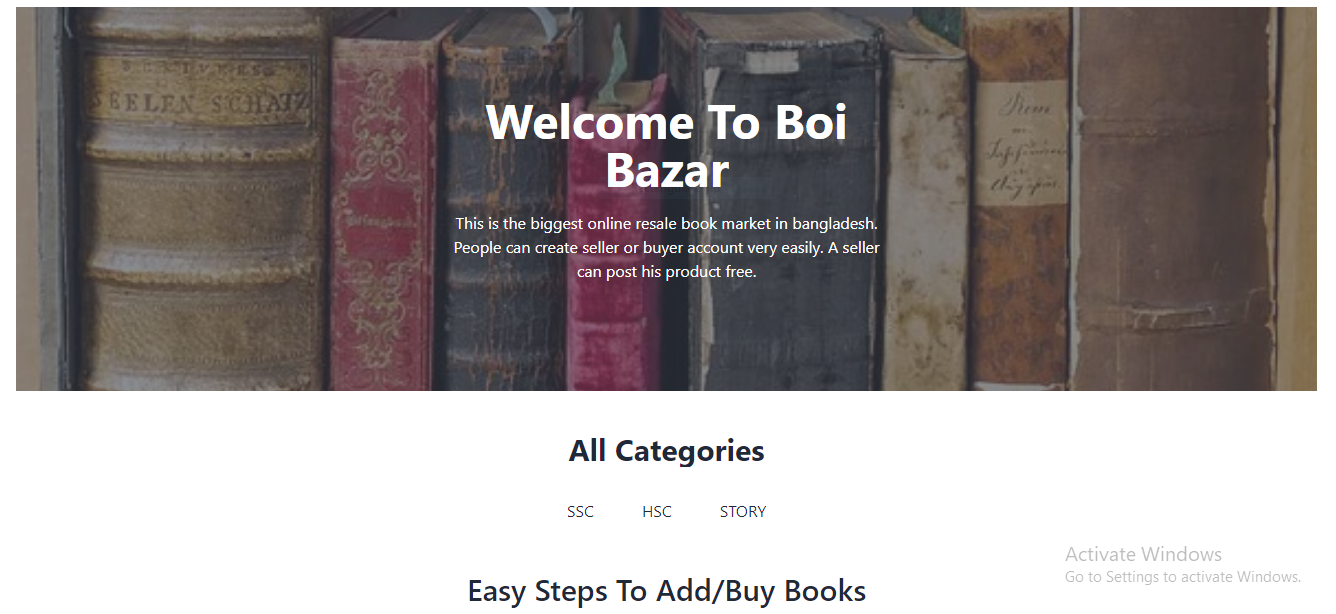 SEELEN SCHATZ
Welcome To Boi
Bazar
This is the biggest online resale book market in bangladesh.
People can create seller or buyer account very easily. A seller
can post his product free.
All Categories
SSC HSC STORY
Activate Windows
Go to Settings to activate Windows.
Easy Steps To Add/Buy Books